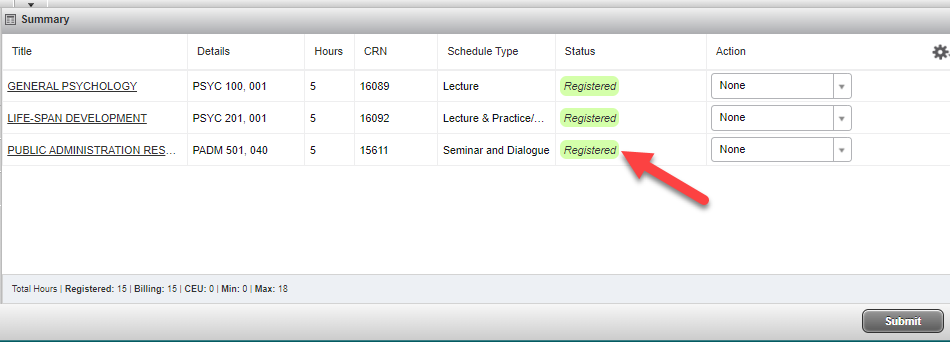 Summary
Title Details Hours CRN Schedule Type Status Action
GENERAL PSYCHOLOGY PSYC 100, 001 5 16089 Lecture Registered None
LIFE-SPAN DEVELOPMENT PSYC 201, 001 5 16092 Lecture & Practice/... Registered None
PUBLIC ADMINISTRATION RES... PADM 501, 040 5 15611 Seminar and Dialogue Registered None
Total Hours | Registered: 15 | Billing: 15 | CEU: 0 | Min: 0 | Max: 18
Submit